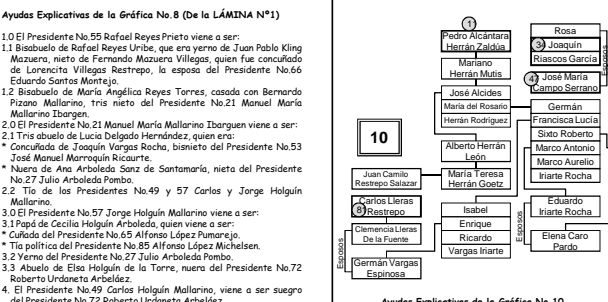 Ayudas Explicativas de la Gráfica No.8 (De la LÁMINA Nº1)
1.0 El Presidente No.55 Rafael Reyes Prieto viene a ser:
1.1 Bisabuelo de Rafael Reyes Uribe, que era yerno de Juan Pablo Kling
Mazuera, nieto de Fernando Mazuera Villegas, quien fue concuñado
de Lorencita Villegas Restrepo, la esposa del Presidente No.66
Eduardo Santos Montejo.
1.2 Bisabuelo de María Angélica Reyes Torres, casada con Bernardo
Pizano Mallarino, tris nieto del Presidente No.21 Manuel María
Mallarino Ibargen.
2.0 El Presidente No.21 Manuel María Mallarino Ibarguen viene a ser:
2.1 Tris abuelo de Lucia Delgado Hernández, quien era:
* Concuñada de Joaquín Vargas Rocha, bisnieto del Presidente No.53
José Manuel Marroquín Ricaurte.
* Nuera de Ana Arboleda Sanz de Santamaría, nieta del Presidente
No.27 Julio Arboleda Pombo.
2.2 Tío de los Presidentes No.49 y 57 Carlos y Jorge Holguín
Mallarino.
3.0 El Presidente No.57 Jorge Holguín Mallarino viene a ser:
3.1 Papá de Cecilia Holguín Arboleda, quien viene a ser:
* Cuñada del Presidente No.65 Alfonso López Pumarejo.
* Tía política del Presidente No.85 Alfonso López Michelsen.
3.2 Yerno del Presidente No.27 Julio Arboleda Pombo.
3.3 Abuelo de Elsa Holguín de la Torre, nuera del Presidente No.72
Roberto Urdaneta Arbeláez.
4. El Presidente No.49 Carlos Holguín Mallarino, viene a ser suegro
del Presidente No.72 Roberto Urdaneta Arbeláez.
11
Pedro Alcántara
Herrán Zaldúa
Mariano
Herrán Mutis
José Alcides
María del Rosario
Herrán Rodríguez
10
Alberto Herrán
León
Juan Camilo
Restrepo Salazar
María Teresa
Herrán Goetz
Carlos Lleras
Restrepo
Clemencia Lleras
De la Fuente
Esposos
Germán Vargas
Espinosa
Isabel
Enrique
Ricardo
Vargas Iriarte
Rosa
34 Joaquín
Riascos García
47 José María
Campo Serrano
Esposos
Germán
Francisca Lucía
Sixto Roberto
Marco Antonio
Marco Aurelio
Iriarte Rocha
Eduardo
Iriarte Rocha
Esposos
Elena Caro
Pardo
Ayudas Explicativas de la Gráfica No.10